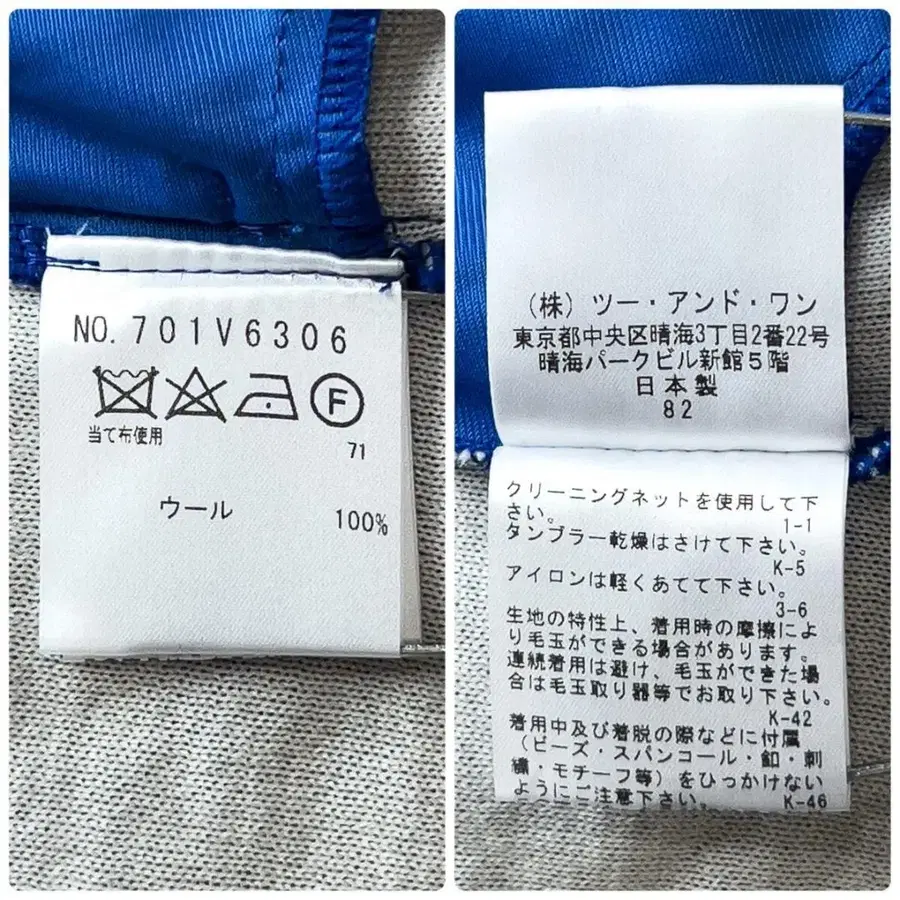 NO. 701V6306
F
当て布使用
71
ウール 100%
(株) ツー・アンド・ワン
東京都中央区晴海3丁目2番22号
晴海パークビル新館5階
日本製
82
クリーニングネットを使用して下
さい。
1-1
タンブラー乾燥はさけて下さい。
K-5
アイロンは軽くあてて下さい。
3-6
生地の特性上、着用時の摩擦によ
り毛玉ができる場合があります。
連続着用は避け、毛玉ができた場
合は毛玉取り器等でお取り下さい。
K-42
着用中及び着脱の際などに付属
(ビーズ・スパンコール・釦・刺
繍・モチーフ等)をひっかけない
ようにご注意下さい。
K-46